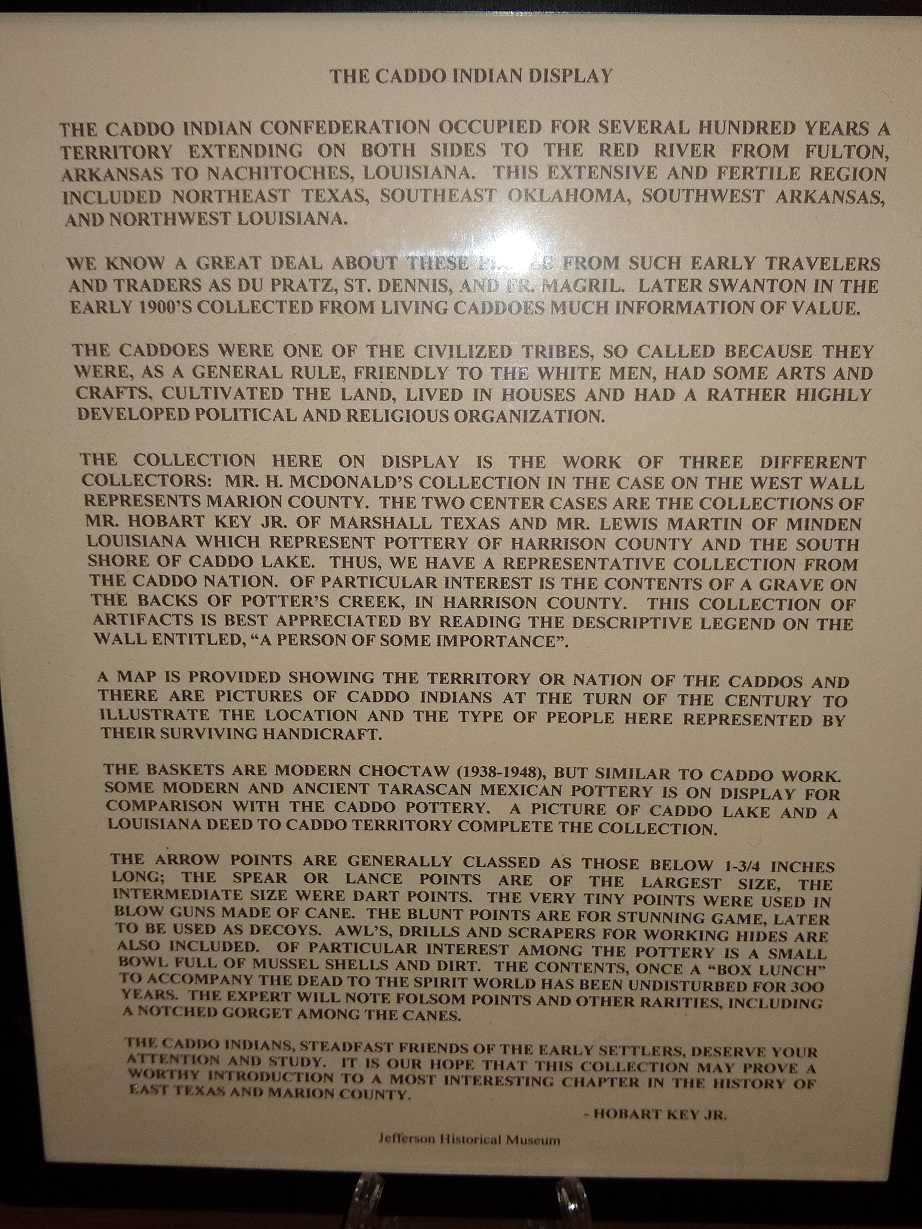 THE CADDO INDIAN DISPLAY
THE CADDO INDIAN CONFEDERATION OCCUPIED FOR SEVERAL HUNDRED YEARS A
TERRITORY EXTENDING ON BOTH SIDES TO THE RED RIVER FROM FULTON,
ARKANSAS TO NACHITOCHES, LOUISIANA. THIS EXTENSIVE AND FERTILE REGION
INCLUDED NORTHEAST TEXAS, SOUTHEAST OKLAHOMA, SOUTHWEST ARKANSAS,
AND NORTHWEST LOUISIANA.
WE KNOW A GREAT DEAL ABOUT THESE FROM SUCH EARLY TRAVELERS
AND TRADERS AS DU PRATZ, ST. DENNIS, AND FR. MAGRIL. LATER SWANTON IN THE
EARLY 1900'S COLLECTED FROM LIVING CADDOES MUCH INFORMATION OF VALUE.
THE CADDOES WERE ONE OF THE CIVILIZED TRIBES, SO CALLED BECAUSE THEY
WERE, AS A GENERAL RULE, FRIENDLY TO THE WHITE MEN, HAD SOME ARTS AND
CRAFTS, CULTIVATED THE LAND, LIVED IN HOUSES AND HAD A RATHER HIGHLY
DEVELOPED POLITICAL AND RELIGIOUS ORGANIZATION.
THE COLLECTION HERE ON DISPLAY IS THE WORK OF THREE DIFFERENT
COLLECTORS: MR. H. MCDONALD'S COLLECTION IN THE CASE ON THE WEST WALL
REPRESENTS MARION COUNTY. THE TWO CENTER CASES ARE THE COLLECTIONS OF
MR. HOBART KEY JR. OF MARSHALL TEXAS AND MR. LEWIS MARTIN OF MINDEN
LOUISIANA WHICH REPRESENT POTTERY OF HARRISON COUNTY AND THE SOUTH
SHORE OF CADDO LAKE. THUS, WE HAVE A REPRESENTATIVE COLLECTION FROM
THE CADDO NATION. OF PARTICULAR INTEREST IS THE CONTENTS OF A GRAVE ON
THE BACKS OF POTTER'S CREEK, IN HARRISON COUNTY. THIS COLLECTION OF
ARTIFACTS IS BEST APPRECIATED BY READING THE DESCRIPTIVE LEGEND ON THE
WALL ENTITLED, "A PERSON OF SOME IMPORTANCE".
A MAP IS PROVIDED SHOWING THE TERRITORY OR NATION OF THE CADDOS AND
THERE ARE PICTURES OF CADDO INDIANS AT THE TURN OF THE CENTURY TO
ILLUSTRATE THE LOCATION AND THE TYPE OF PEOPLE HERE REPRESENTED BY
THEIR SURVIVING HANDICRAFT.
THE BASKETS ARE MODERN CHOCTAW (1938-1948), BUT SIMILAR TO CADDO WORK.
SOME MODERN AND ANCIENT TARASCAN MEXICAN POTTERY IS ON DISPLAY FOR
COMPARISON WITH THE CADDO POTTERY. A PICTURE OF CADDO LAKE AND A
LOUISIANA DEED TO CADDO TERRITORY COMPLETE THE COLLECTION.
THE ARROW POINTS ARE GENERALLY CLASSED AS THOSE BELOW 1-3/4 INCHES
LONG; THE SPEAR OR LANCE POINTS ARE OF THE LARGEST SIZE, THE
INTERMEDIATE SIZE WERE DART POINTS. THE VERY TINY POINTS WERE USED IN
BLOW GUNS MADE OF CANE. THE BLUNT POINTS ARE FOR STUNNING GAME, LATER
TO BE USED AS DECOYS. AWL'S, DRILLS AND SCRAPERS FOR WORKING HIDES ARE
ALSO INCLUDED. OF PARTICULAR INTEREST AMONG THE POTTERY IS A SMALL
BOWL FULL OF MUSSEL SHELLS AND DIRT. THE CONTENTS, ONCE A "BOX LUNCH"
TO ACCOMPANY THE DEAD TO THE SPIRIT WORLD HAS BEEN UNDISTURBED FOR 300
YEARS. THE EXPERT WILL NOTE FOLSOM POINTS AND OTHER RARITIES, INCLUDING
A NOTCHED GORGET AMONG THE CANES.
THE CADDO INDIANS, STEADFAST FRIENDS OF THE EARLY SETTLERS, DESERVE YOUR
ATTENTION AND STUDY. IT IS OUR HOPE THAT THIS COLLECTION MAY PROVE A
WORTHY INTRODUCTION TO A MOST INTERESTING CHAPTER IN THE HISTORY OF
EAST TEXAS AND MARION COUNTY.
- HOBART KEY JR.
Jefferson Historical Museum